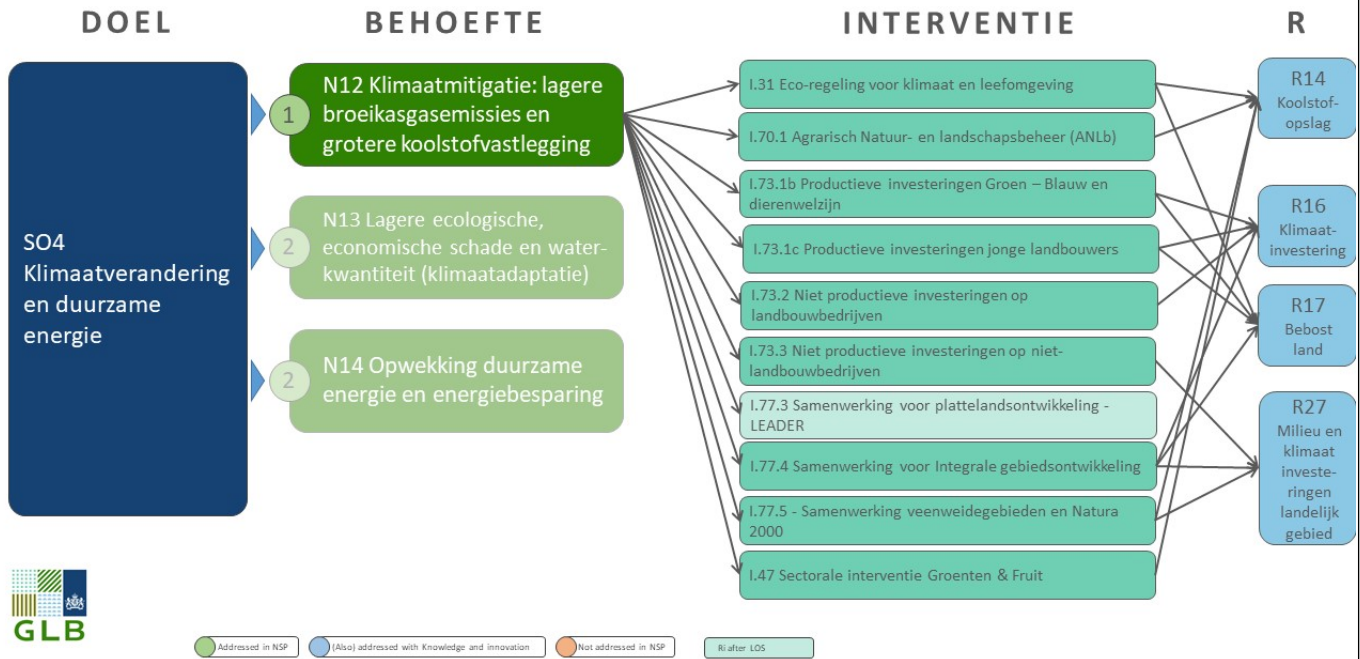 DOEL
BEHOEFTE
INTERVENTIE
R
SO4
Klimaatverandering
en duurzame
energie
1
N12 Klimaatmitigatie: lagere
broeikasgasemissies en
grotere koolstofvastlegging
2
N13 Lagere ecologische,
economische schade en water-
kwantiteit (klimaatadaptatie)
2
N14 Opwekking duurzame
energie en energiebesparing
I.31 Eco-regeling voor klimaat en leefomgeving
I.70.1 Agrarisch Natuur- en landschapsbeheer (ANLb)
I.73.1b Productieve investeringen Groen – Blauw en
dierenwelzijn
I.73.1c Productieve investeringen jonge landbouwers
I.73.2 Niet productieve investeringen op
landbouwbedrijven
I.73.3 Niet productieve investeringen op niet-
landbouwbedrijven
I.77.3 Samenwerking voor plattelandsontwikkeling -
LEADER
I.77.4 Samenwerking voor Integrale gebiedsontwikkeling
I.77.5 - Samenwerking veenweidegebieden en Natura
2000
I.47 Sectorale interventie Groenten & Fruit
R14
Koolstof-
opslag
R16
Klimaat-
investering
R17
Bebost
land
R27
Milieu en
klimaat
investe-
ringen
landelijk
gebied
GLB
Addressed in NSP
(Also) addressed with Knowledge and innovation
Not addressed in NSP
Ri after LOS